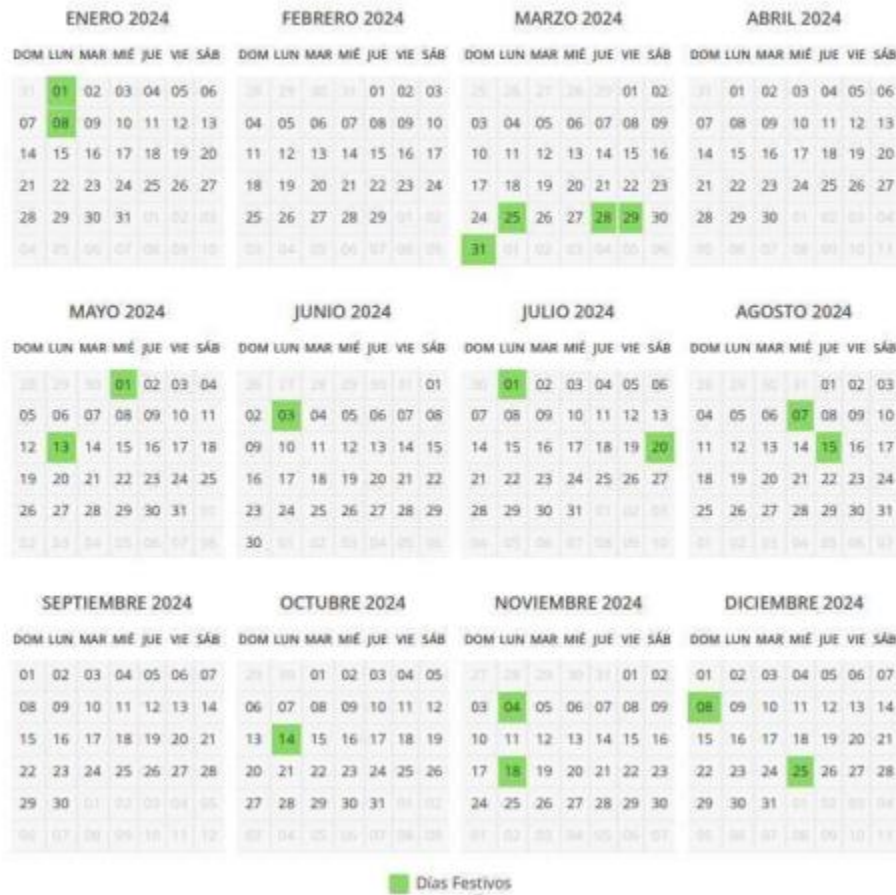 ENERO 2024
DOM LUN MAR MIÉ JUE VIE SÁB
01 02 03 04 05 06
07 08 09 10 11 12 13
14 15 16 17 18 19 20
21 22 23 24 25 26 27
28 29 30 31
FEBRERO 2024
DOM LUN MAR MIÉ JUE VIE SÁB
01 02 03
04 05 06 07 08 09 10
11 12 13 14 15 16 17
18 19 20 21 22 23 24
25 26 27 28 29
MARZO 2024
DOM LUN MAR MIÉ JUE VIE SÁB
01 02
03 04 05 06 07 08 09
10 11 12 13 14 15 16
17 18 19 20 21 22 23
24 25 26 27 28 29 30
31
ABRIL 2024
DOM LUN MAR MIÉ JUE VIE SÁB
01 02 03 04 05 06
07 08 09 10 11 12 13
14 15 16 17 18 19 20
21 22 23 24 25 26 27
28 29 30
MAYO 2024
DOM LUN MAR MIÉ JUE VIE SÁB
01 02 03 04
05 06 07 08 09 10 11
12 13 14 15 16 17 18
19 20 21 22 23 24 25
26 27 28 29 30 31
JUNIO 2024
DOM LUN MAR MIÉ JUE VIE SÁB
01
02 03 04 05 06 07 08
09 10 11 12 13 14 15
16 17 18 19 20 21 22
23 24 25 26 27 28 29
30
JULIO 2024
DOM LUN MAR MIÉ JUE VIE SÁB
01 02 03 04 05 06
07 08 09 10 11 12 13
14 15 16 17 18 19 20
21 22 23 24 25 26 27
28 29 30 31
AGOSTO 2024
DOM LUN MAR MIÉ JUE VIE SÁB
01 02 03
04 05 06 07 08 09 10
11 12 13 14 15 16 17
18 19 20 21 22 23 24
25 26 27 28 29 30 31
SEPTIEMBRE 2024
DOM LUN MAR MIÉ JUE VIE SÁB
01 02 03 04 05 06 07
08 09 10 11 12 13 14
15 16 17 18 19 20 21
22 23 24 25 26 27 28
29 30
OCTUBRE 2024
DOM LUN MAR MIÉ JUE VIE SÁB
01 02 03 04 05
06 07 08 09 10 11 12
13 14 15 16 17 18 19
20 21 22 23 24 25 26
27 28 29 30 31
NOVIEMBRE 2024
DOM LUN MAR MIÉ JUE VIE SÁB
01 02
03 04 05 06 07 08 09
10 11 12 13 14 15 16
17 18 19 20 21 22 23
24 25 26 27 28 29 30
DICIEMBRE 2024
DOM LUN MAR MIÉ JUE VIE SÁB
01 02 03 04 05 06 07
08 09 10 11 12 13 14
15 16 17 18 19 20 21
22 23 24 25 26 27 28
29 30 31
Días Festivos